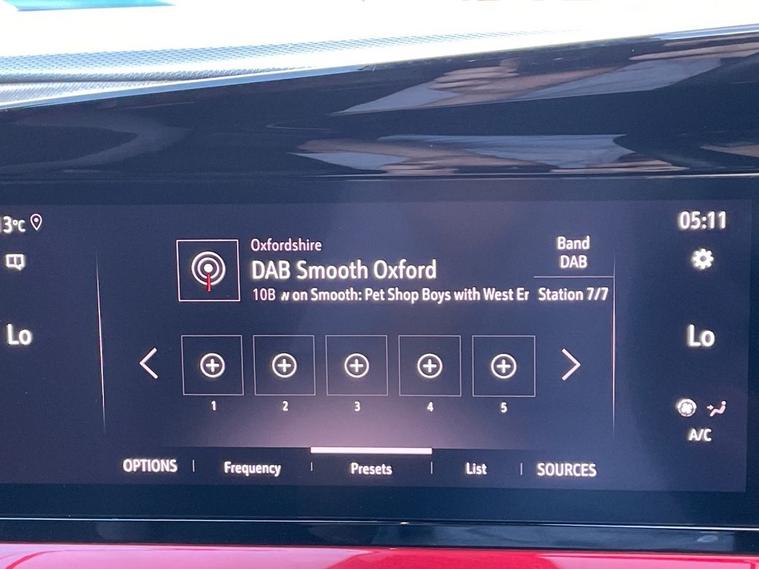 3°C
05:11
Oxfordshire
DAB Smooth Oxford
10B w on Smooth: Pet Shop Boys with West Er
Band
DAB
Station 7/7
Lo
Lo
1 2 3 4 5
A/C
OPTIONS Frequency Presets List SOURCES